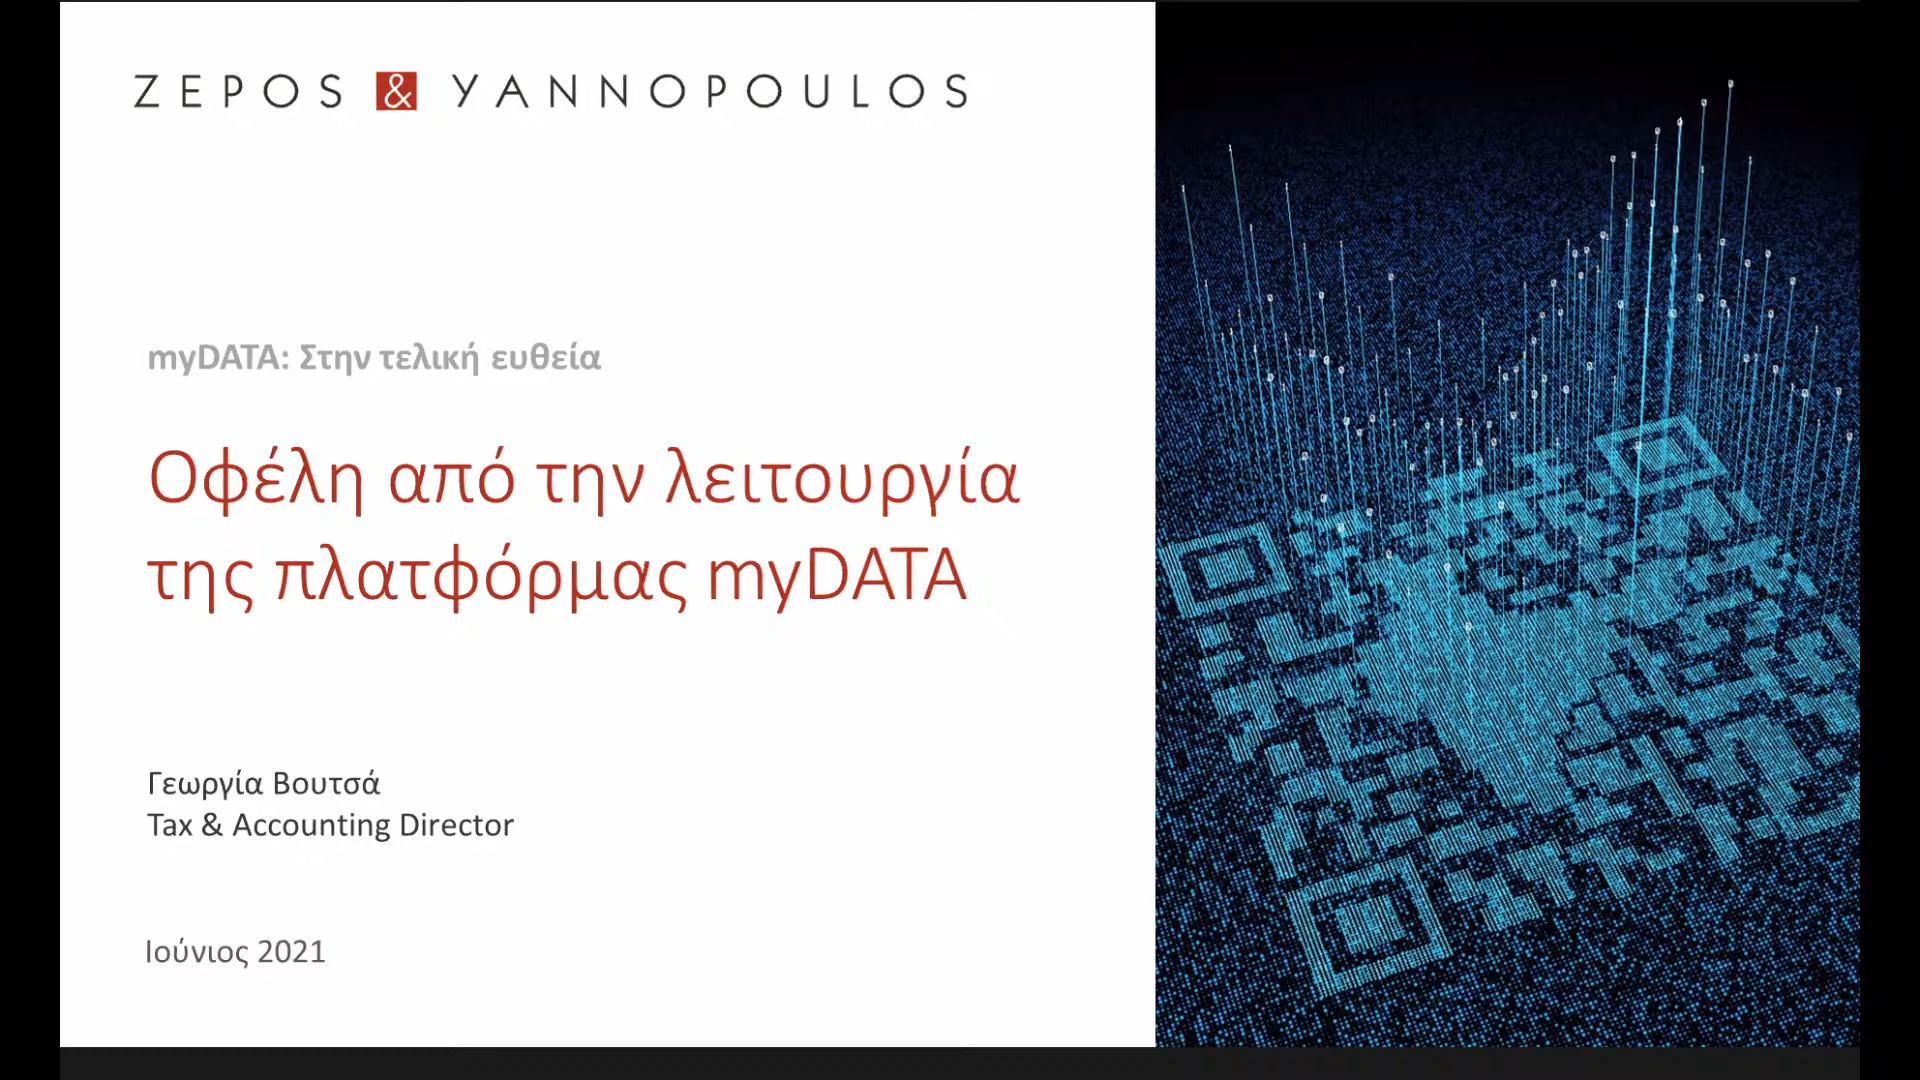 ZEPOS & YANNOPOULOS
myDATA: Στην τελική ευθεία
Οφέλη από την λειτουργία
της πλατφόρμας myDATA
Γεωργία Βουτσά
Tax & Accounting Director
Ιούνιος 2021